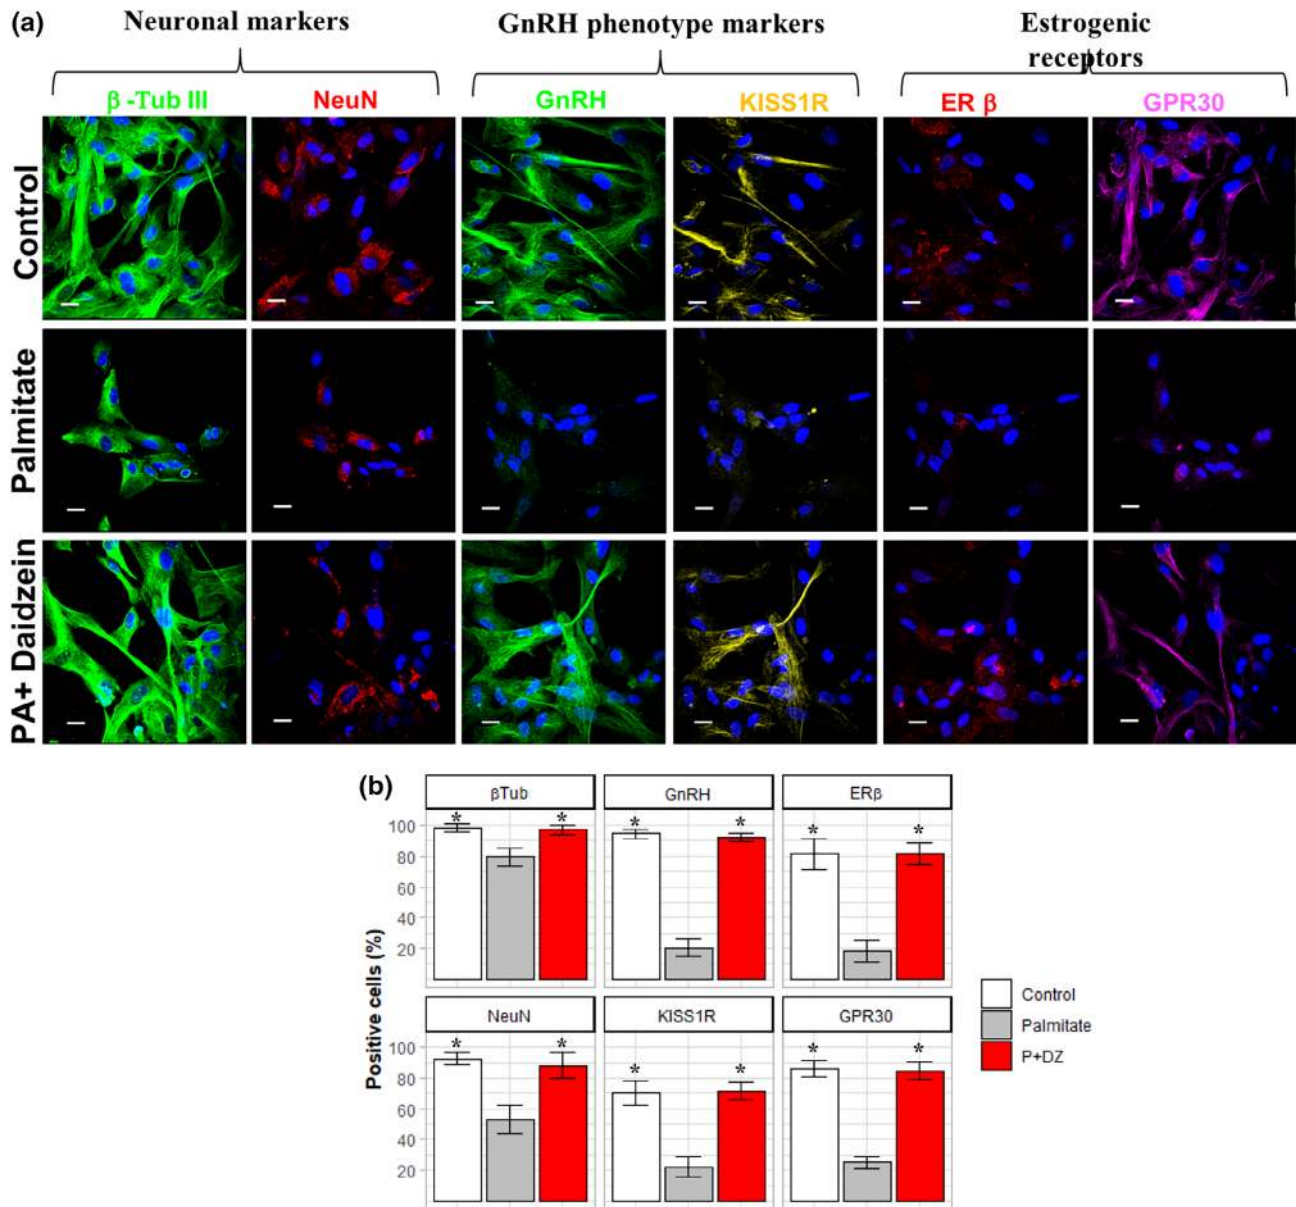 (a)
Neuronal markers
GnRH phenotype markers
Estrogenic
receptors
β -Tub III
NeuN
GnRH
KISS1R
ER β
GPR30
Control
Palmitate
PA+ Daidzein
(b)
βTub
GnRH
ERβ
* * * * * *
100
80
60
40
20
Positive cells (%)
NeuN
KISS1R
GPR30
* * * * * *
100
80
60
40
20
Control
Palmitate
P+DZ